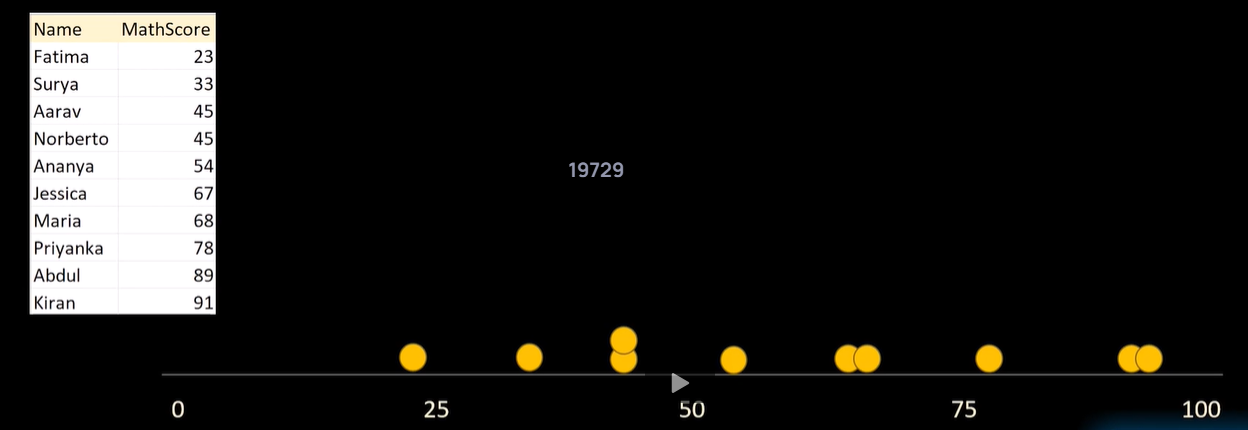 Name MathScore
Fatima 23
Surya 33
Aarav 45
Norberto 45
Ananya 54
Jessica 67
Maria 68
Priyanka 78
Abdul 89
Kiran 91
19729
0 25 50 75 100